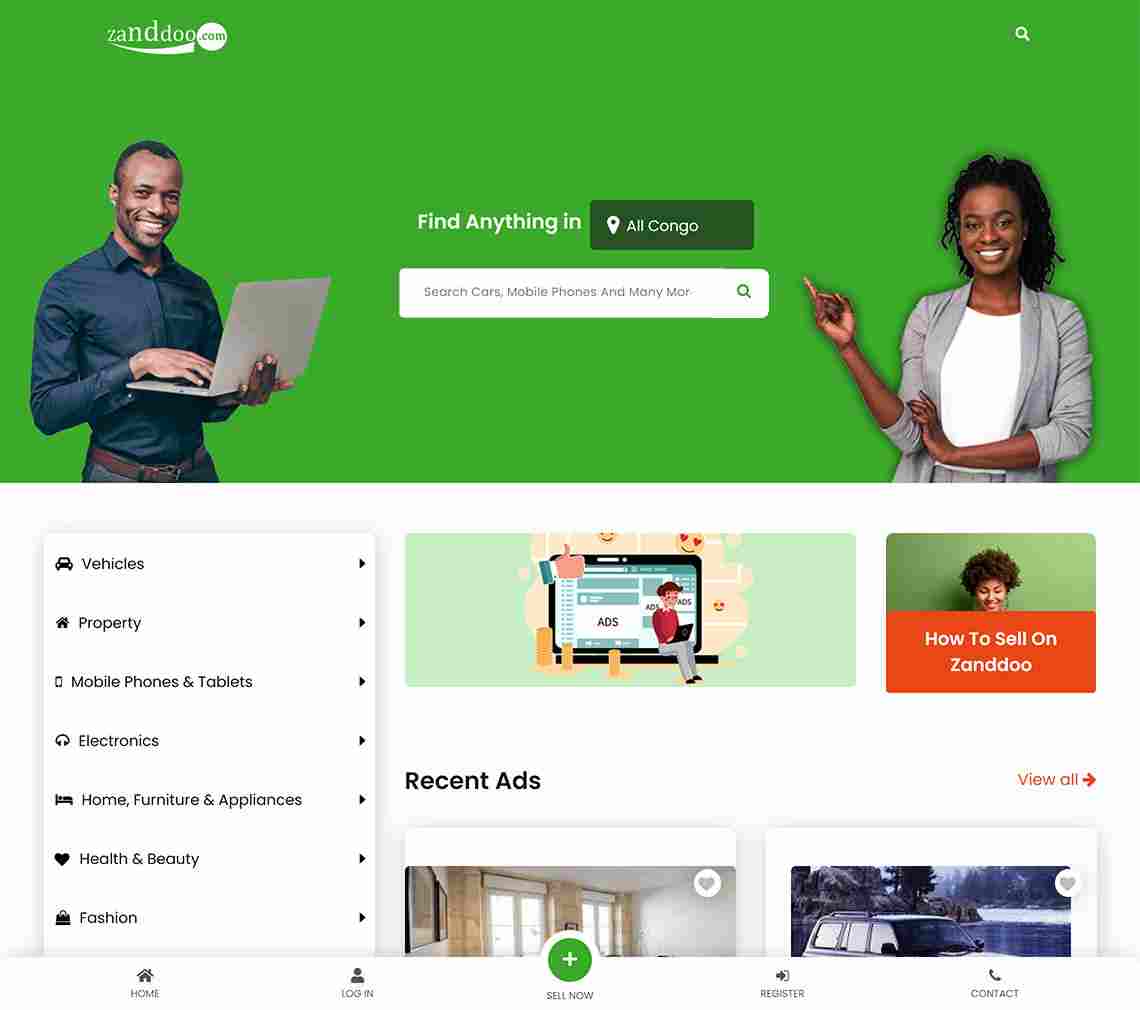 zanddoo.com
Find Anything in
All Congo
Search Cars, Mobile Phones And Many Mor
Vehicles
Property
Mobile Phones & Tablets
Electronics
Home, Furniture & Appliances
Health & Beauty
Fashion
ADS
ADS
ADS
How To Sell On
Zanddoo
Recent Ads
View all
HOME
LOG IN
+
SELL NOW
REGISTER
CONTACT